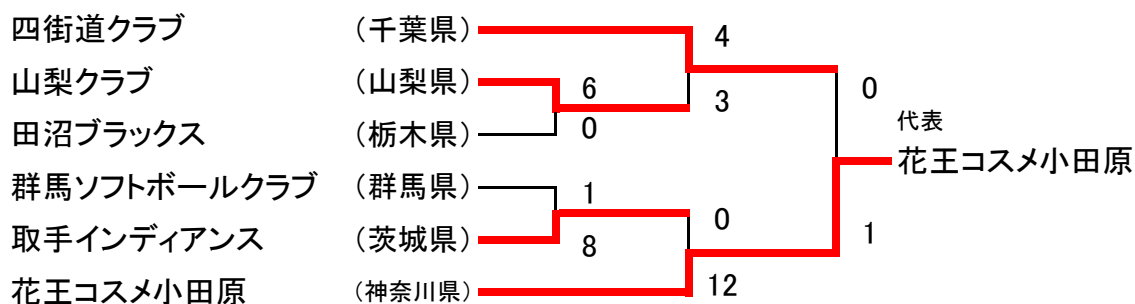 四街道クラブ (千葉県) 4
山梨クラブ (山梨県) 6
3
0
田沼ブラックス (栃木県) 0
代表
花王コスメ小田原
群馬ソフトボールクラブ (群馬県) 1
0
取手インディアンス (茨城県) 8
1
花王コスメ小田原 (神奈川県) 12